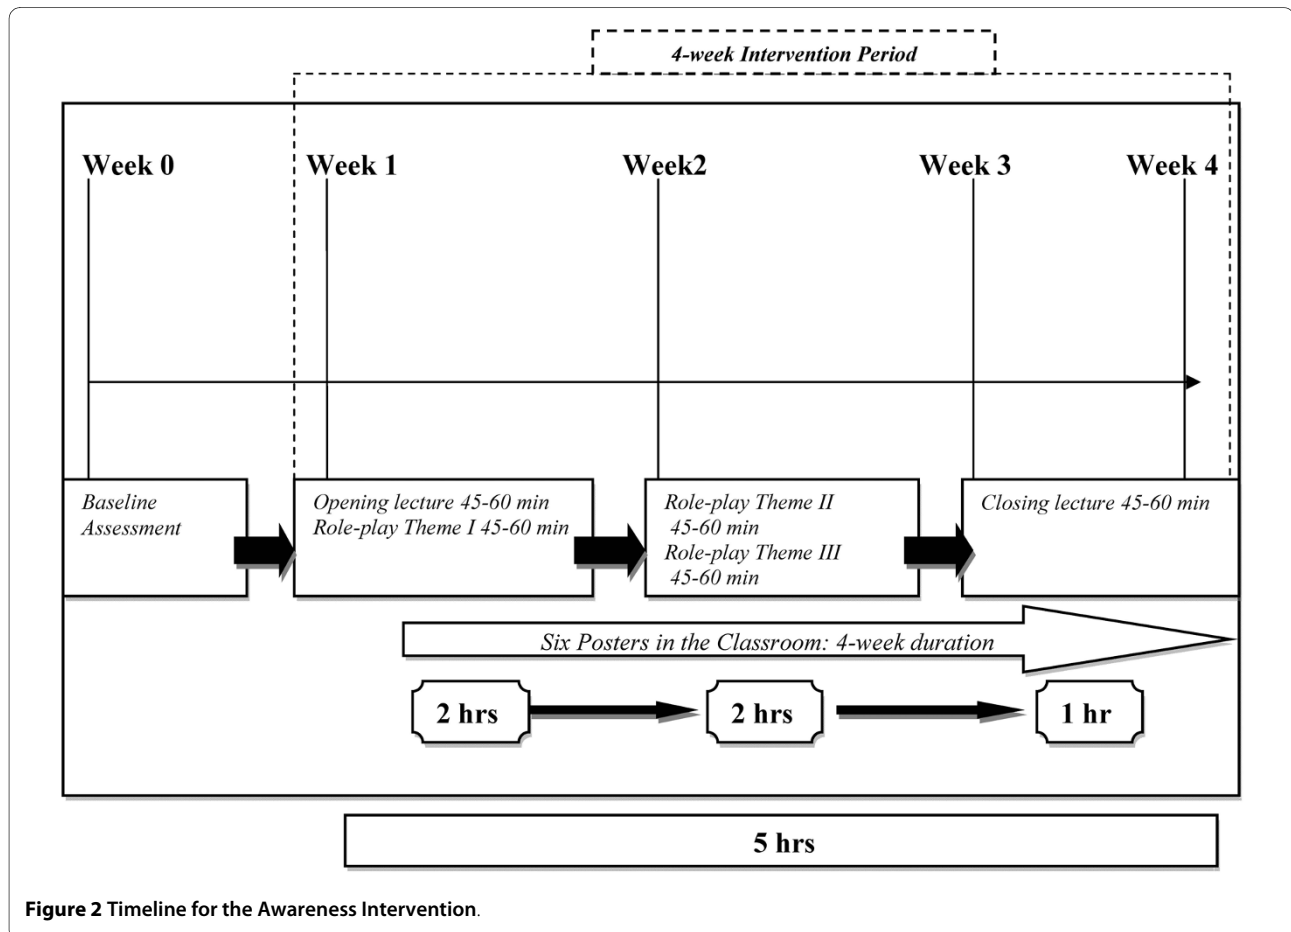 4-week Intervention Period
Week 0
Week 1
Week2
Week 3
Week 4
Baseline
Assessment
Opening lecture 45-60 min
Role-play Theme I 45-60 min
Role-play Theme II
45-60 min
Role-play Theme III
45-60 min
Closing lecture 45-60 min
Six Posters in the Classroom: 4-week duration
2 hrs
2 hrs
1 hr
5 hrs
Figure 2 Timeline for the Awareness Intervention.